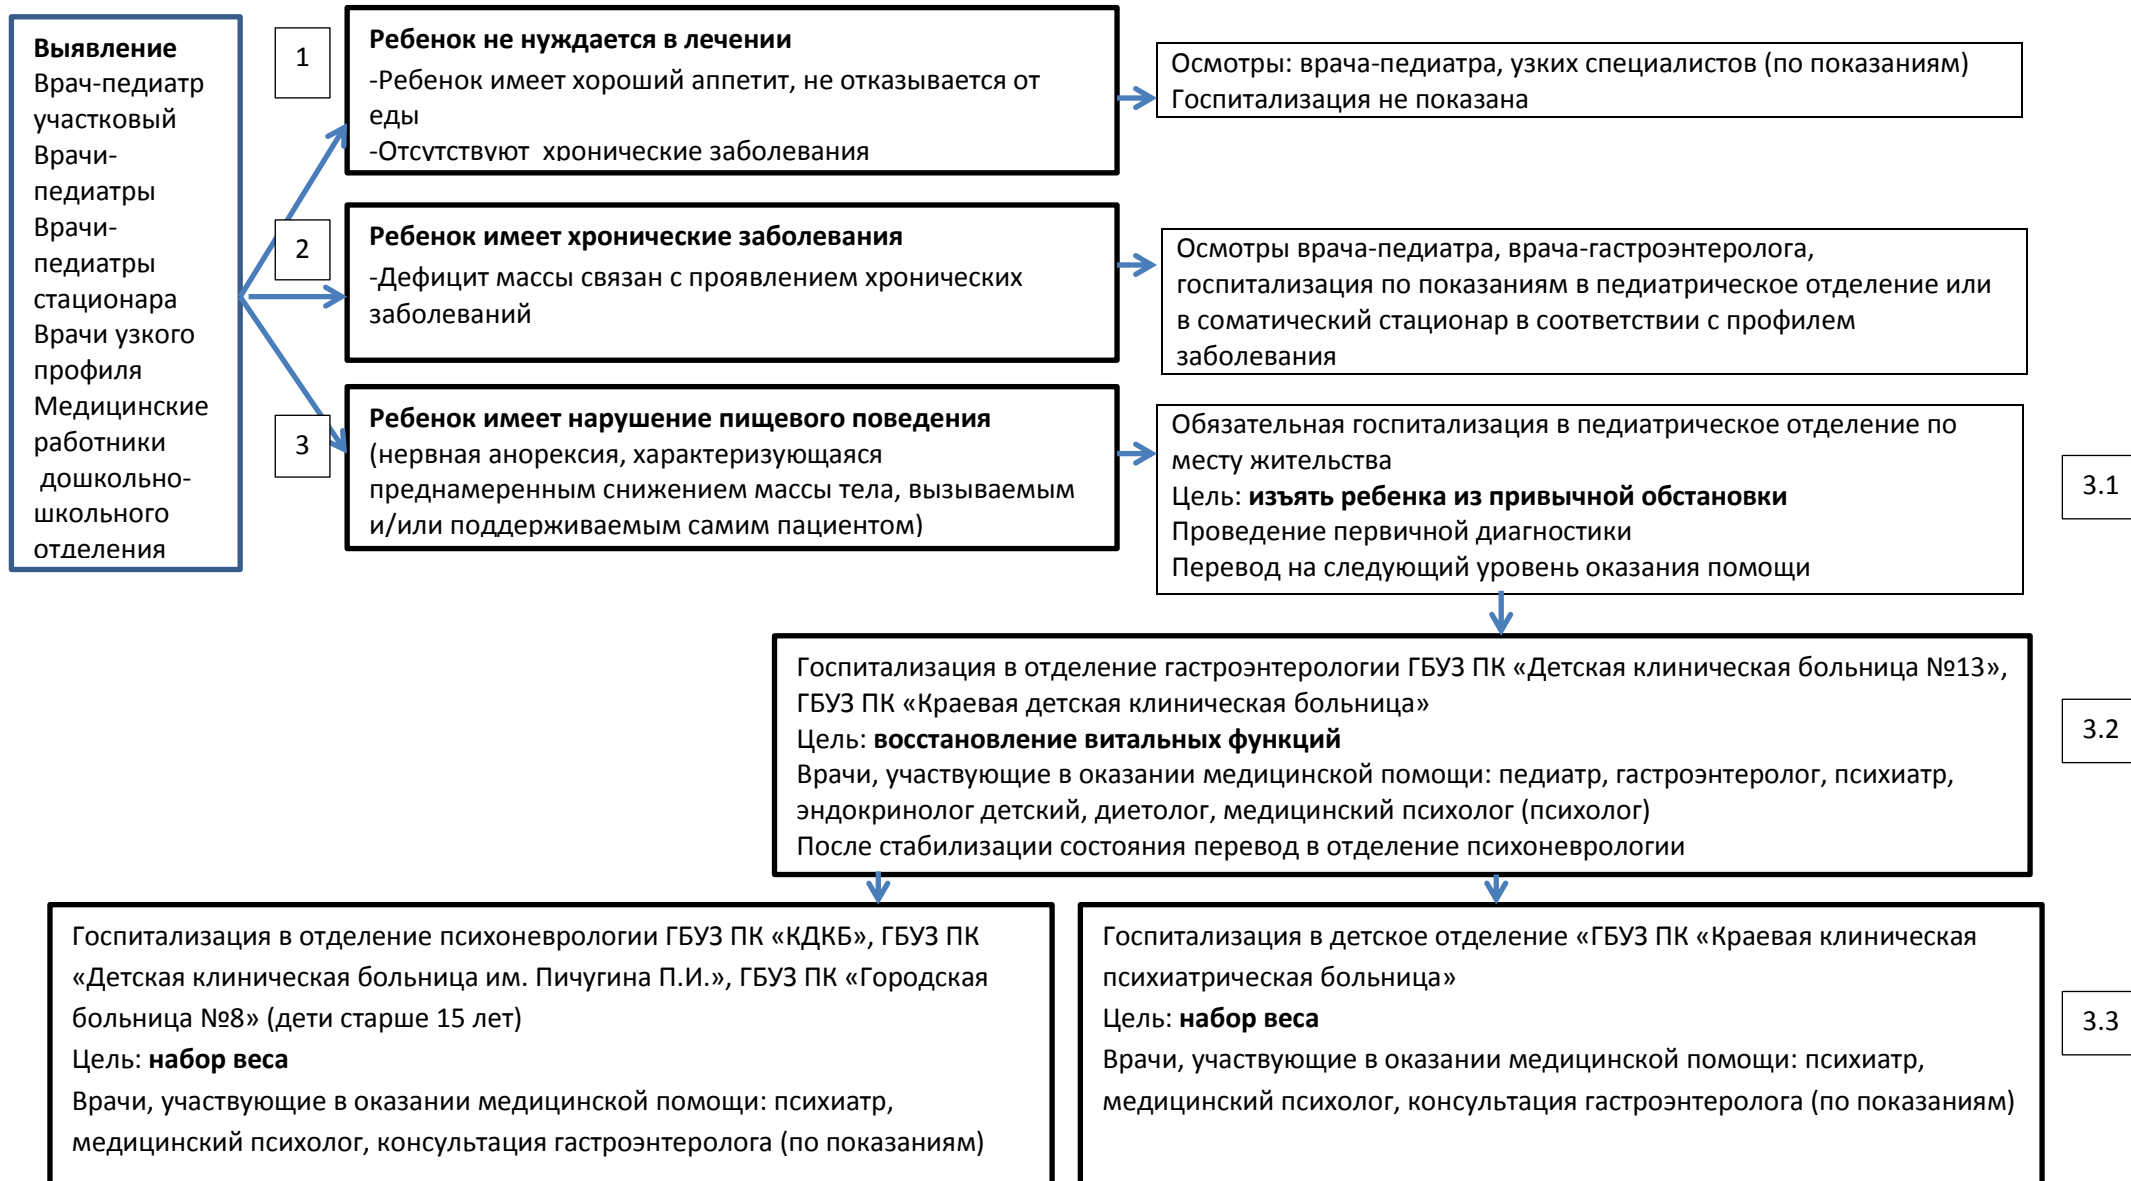 Выявление
Врач-педиатр
участковый
Врачи-
педиатры
Врачи-
педиатры
стационара
Врачи узкого
профиля
Медицинские
работники
дошкольно-
школьного
отделения
1
Ребенок не нуждается в лечении
-Ребенок имеет хороший аппетит, не отказывается от
еды
-Отсутствуют хронические заболевания
Осмотры: врача-педиатра, узких специалистов (по показаниям)
Госпитализация не показана
2
Ребенок имеет хронические заболевания
-Дефицит массы связан с проявлением хронических
заболеваний
Осмотры врача-педиатра, врача-гастроэнтеролога,
госпитализация по показаниям в педиатрическое отделение или
в соматический стационар в соответствии с профилем
заболевания
3
Ребенок имеет нарушение пищевого поведения
(нервная анорексия, характеризующаяся
преднамеренным снижением массы тела, вызываемым
и/или поддерживаемым самим пациентом)
Обязательная госпитализация в педиатрическое отделение по
месту жительства
Цель: изъять ребенка из привычной обстановки
Проведение первичной диагностики
Перевод на следующий уровень оказания помощи
3.1
Госпитализация в отделение гастроэнтерологии ГБУЗ ПК «Детская клиническая больница №13»,
ГБУЗ ПК «Краевая детская клиническая больница»
Цель: восстановление витальных функций
Врачи, участвующие в оказании медицинской помощи: педиатр, гастроэнтеролог, психиатр,
эндокринолог детский, диетолог, медицинский психолог (психолог)
После стабилизации состояния перевод в отделение психоневрологии
3.2
Госпитализация в отделение психоневрологии ГБУЗ ПК «КДКБ», ГБУЗ ПК
«Детская клиническая больница им. Пичугина П.И.», ГБУЗ ПК «Городская
больница №8» (дети старше 15 лет)
Цель: набор веса
Врачи, участвующие в оказании медицинской помощи: психиатр,
медицинский психолог, консультация гастроэнтеролога (по показаниям)
Госпитализация в детское отделение «ГБУЗ ПК «Краевая клиническая
психиатрическая больница»
Цель: набор веса
Врачи, участвующие в оказании медицинской помощи: психиатр,
медицинский психолог, консультация гастроэнтеролога (по показаниям)
3.3